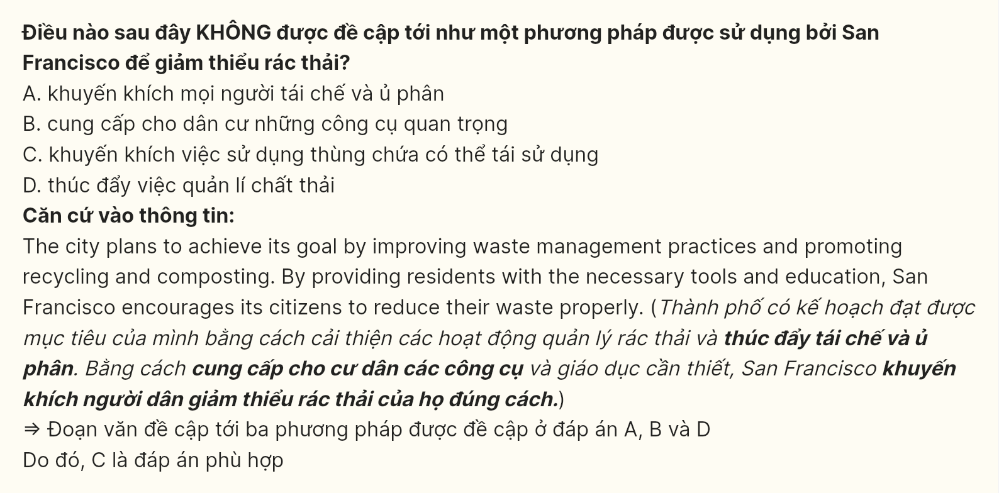 Điều nào sau đây KHÔNG được đề cập tới như một phương pháp được sử dụng bởi San
Francisco để giảm thiểu rác thải?
A. khuyến khích mọi người tái chế và ủ phân
B. cung cấp cho dân cư những công cụ quan trọng
C. khuyến khích việc sử dụng thùng chứa có thể tái sử dụng
D. thúc đẩy việc quản lí chất thải
Căn cứ vào thông tin:
The city plans to achieve its goal by improving waste management practices and promoting
recycling and composting. By providing residents with the necessary tools and education, San
Francisco encourages its citizens to reduce their waste properly. (Thành phố có kế hoạch đạt được
mục tiêu của mình bằng cách cải thiện các hoạt động quản lý rác thải và thúc đẩy tái chế và ủ
phân. Bằng cách cung cấp cho cư dân các công cụ và giáo dục cần thiết, San Francisco khuyến
khích người dân giảm thiểu rác thải của họ đúng cách.)
⇒ Đoạn văn đề cập tới ba phương pháp được đề cập ở đáp án A, B và D
Do đó, C là đáp án phù hợp